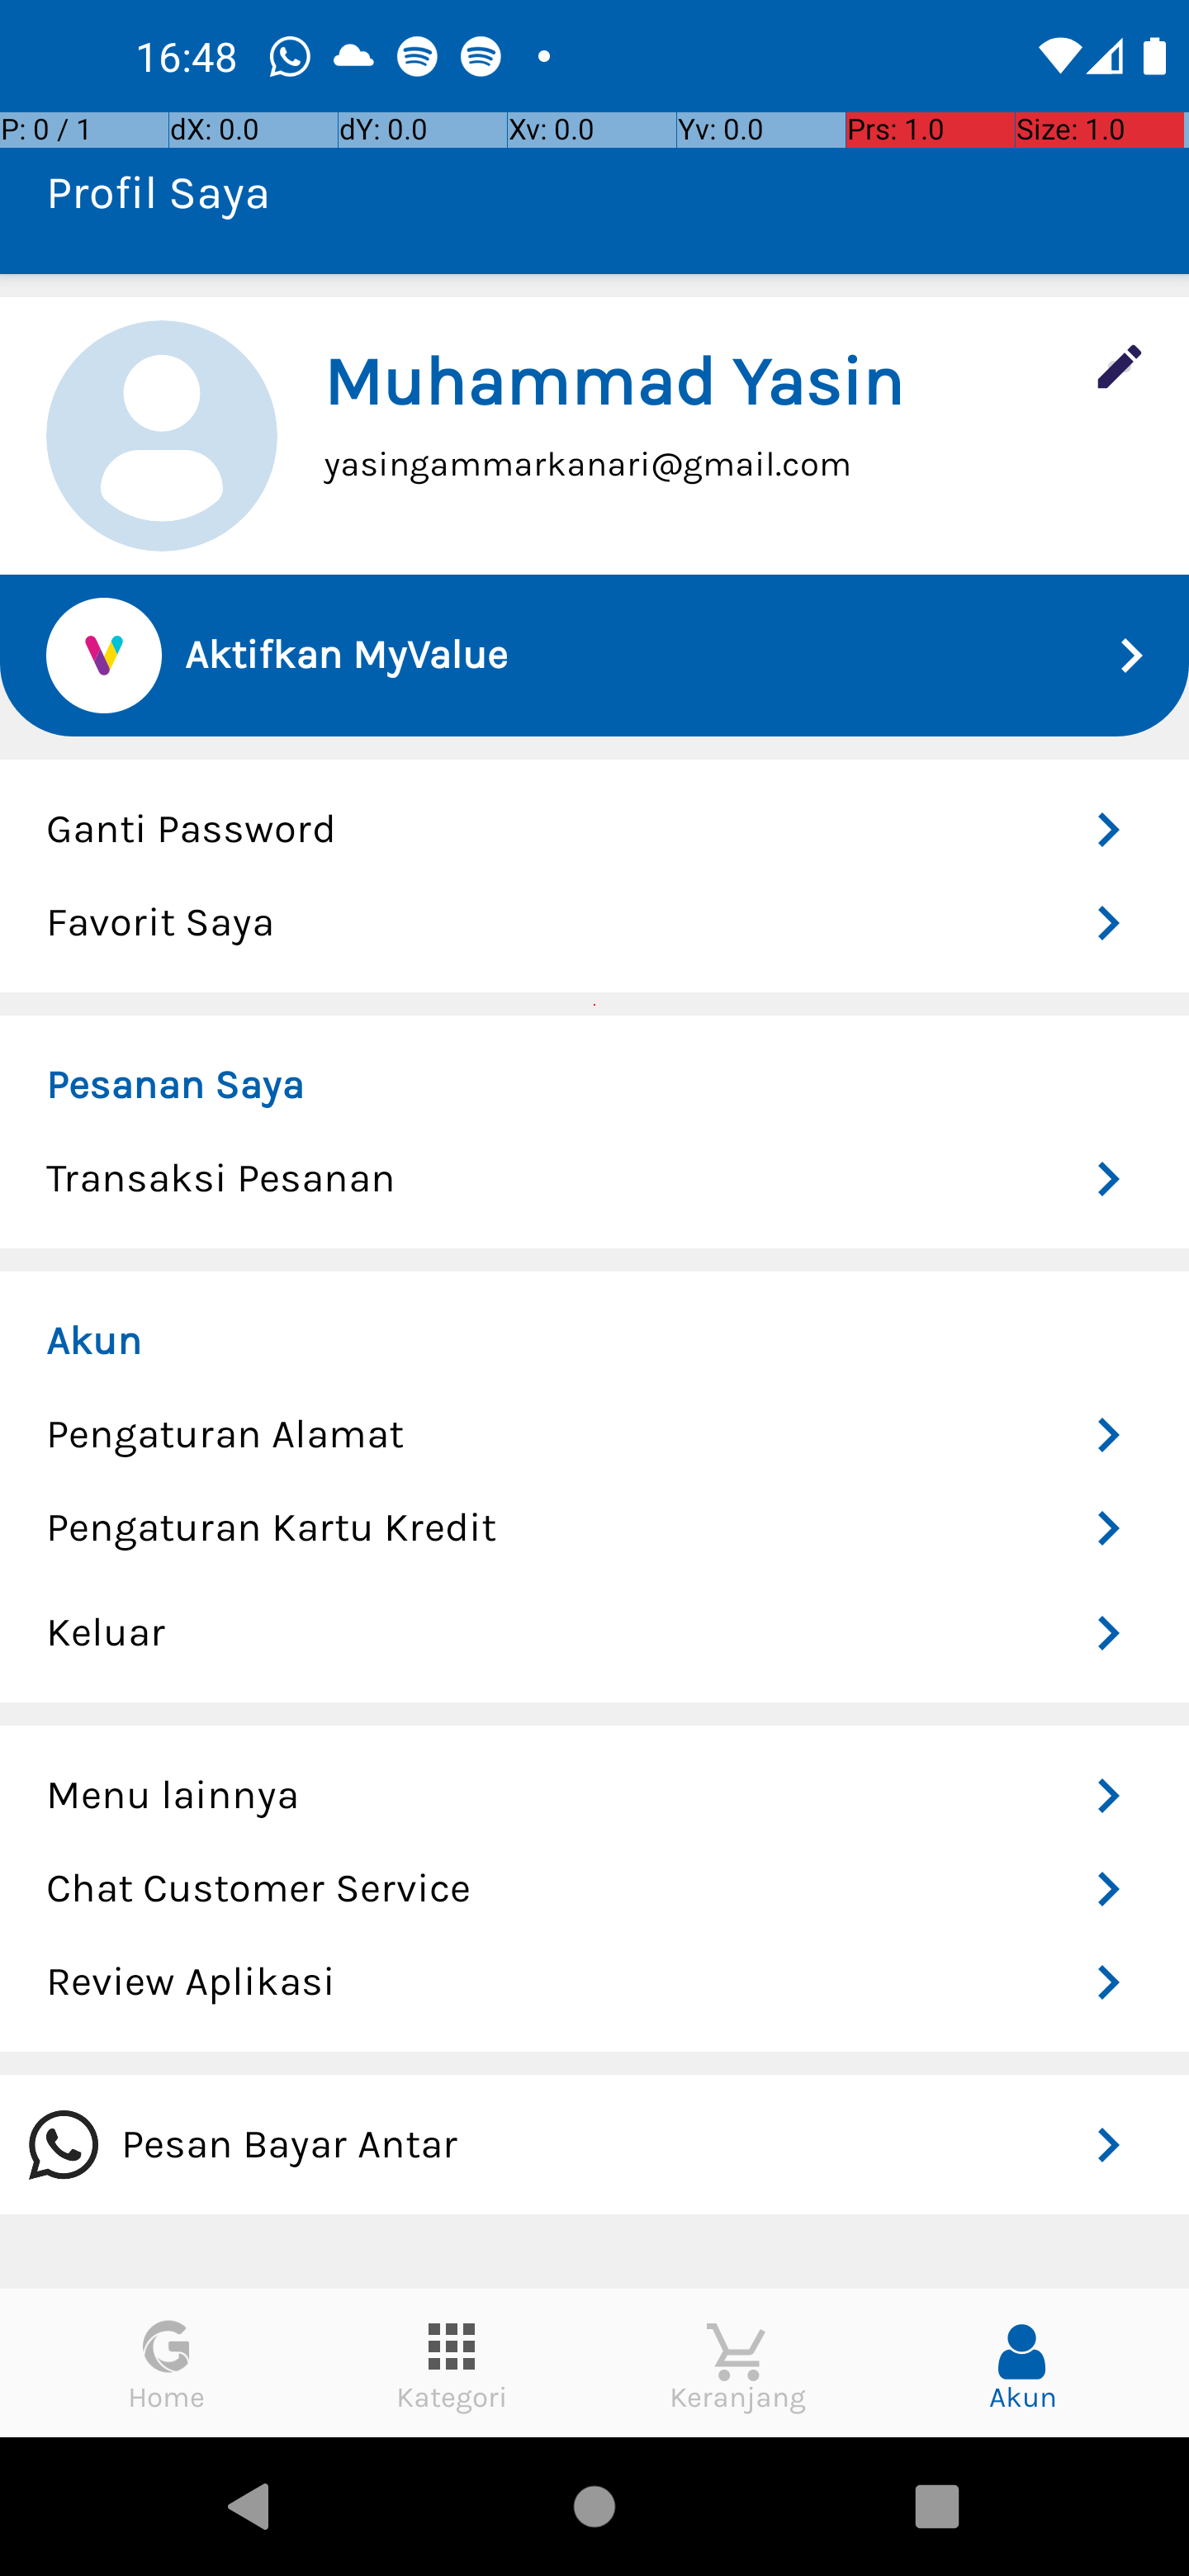 16:48
P: 0 / 1 dX: 0.0 dY: 0.0 Xv: 0.0 Yv: 0.0 Prs: 1.0 Size: 1.0
Profil Saya
Muhammad Yasin
yasingammarkanari@gmail.com
Aktifkan MyValue
Ganti Password
Favorit Saya
Pesanan Saya
Transaksi Pesanan
Akun
Pengaturan Alamat
Pengaturan Kartu Kredit
Keluar
Menu lainnya
Chat Customer Service
Review Aplikasi
Pesan Bayar Antar
Home Kategori Keranjang Akun